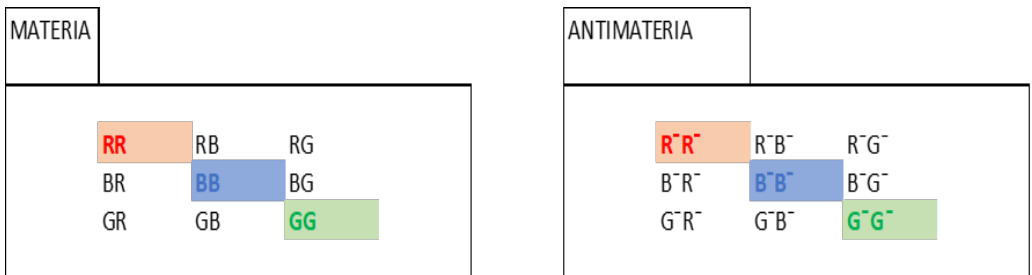 MATERIA
RR RB RG
BR BB BG
GR GB GG
ANTIMATERIA
R⁻R⁻ R⁻B⁻ R⁻G⁻
B⁻R⁻ B⁻B⁻ B⁻G⁻
G⁻R⁻ G⁻B⁻ G⁻G⁻